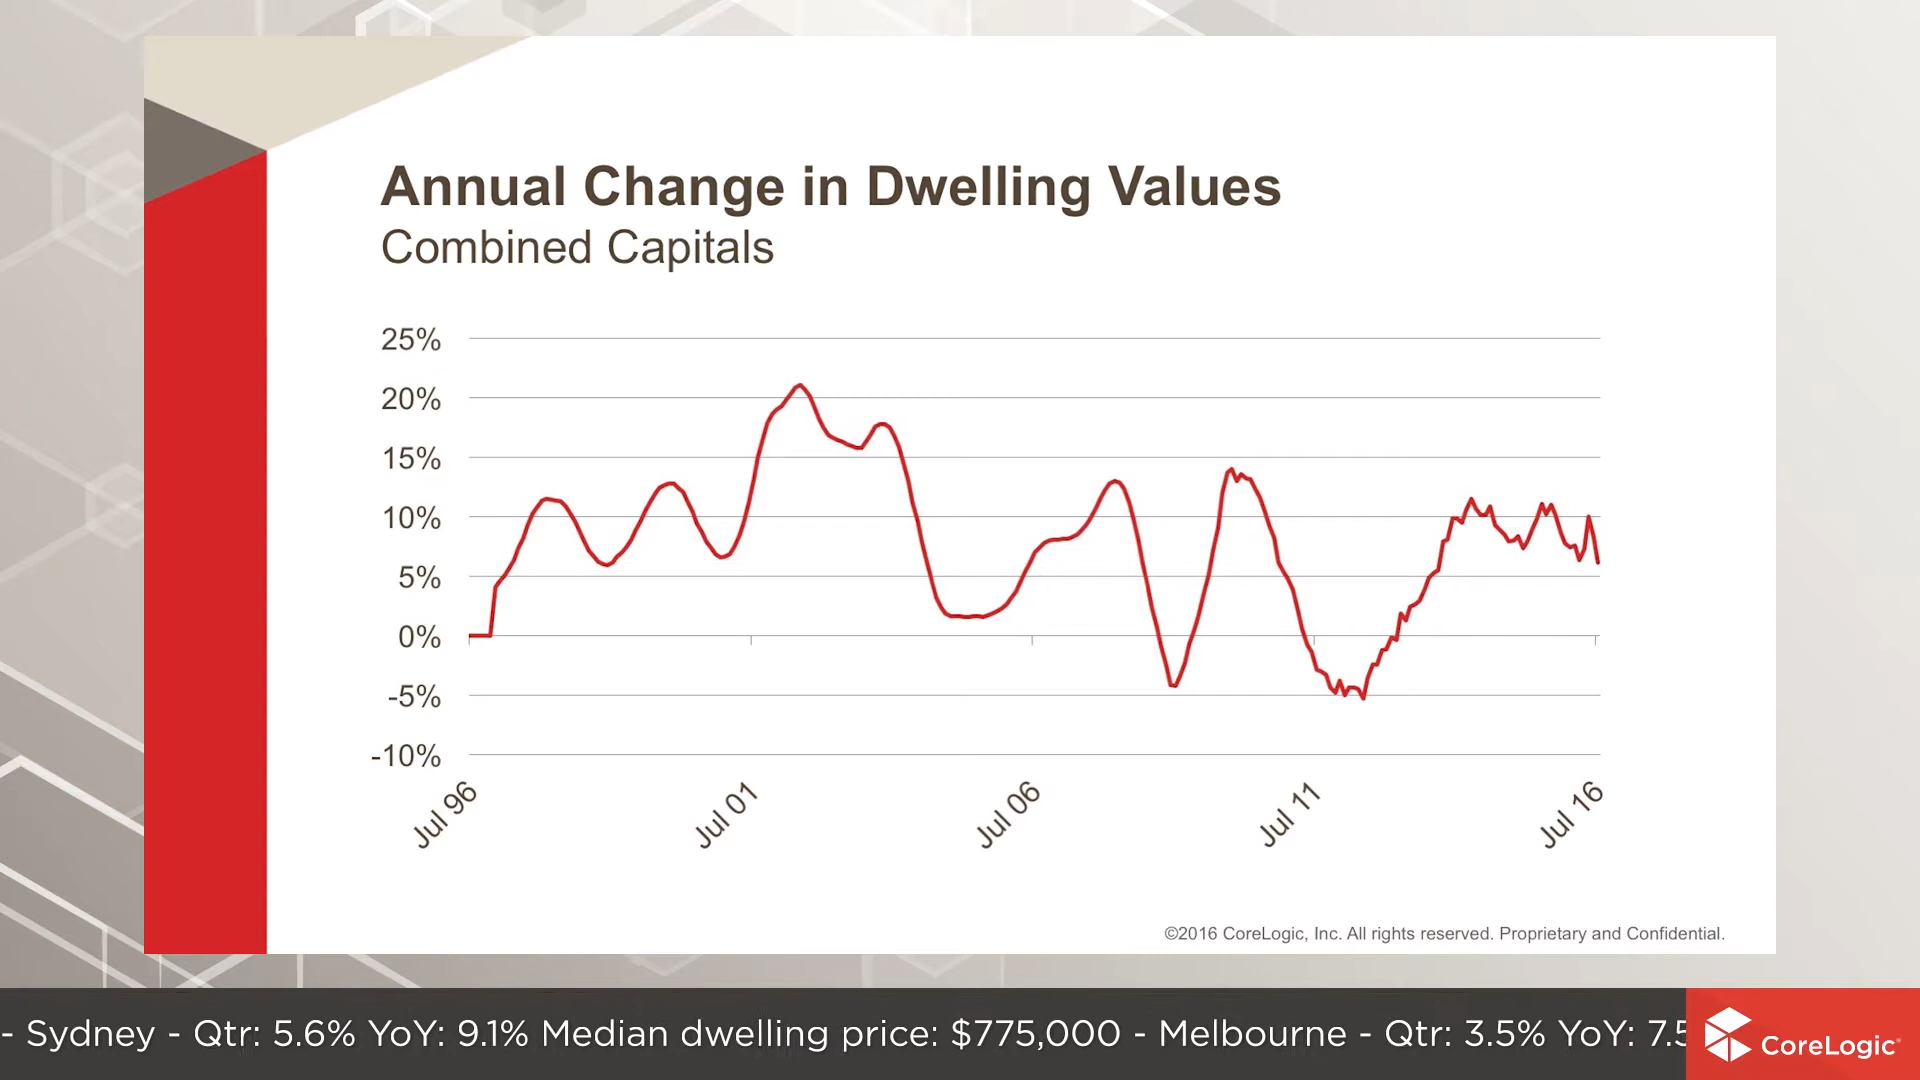 Annual Change in Dwelling Values
Combined Capitals
25%
20%
15%
10%
5%
0%
-5%
-10%
Jul 96
Jul 01
Jul 06
Jul 11
Jul 16
©2016 CoreLogic, Inc. All rights reserved. Proprietary and Confidential.
- Sydney - Qtr: 5.6% YoY: 9.1% Median dwelling price: $775,000 - Melbourne - Qtr: 3.5% YoY: 7.5
CoreLogic